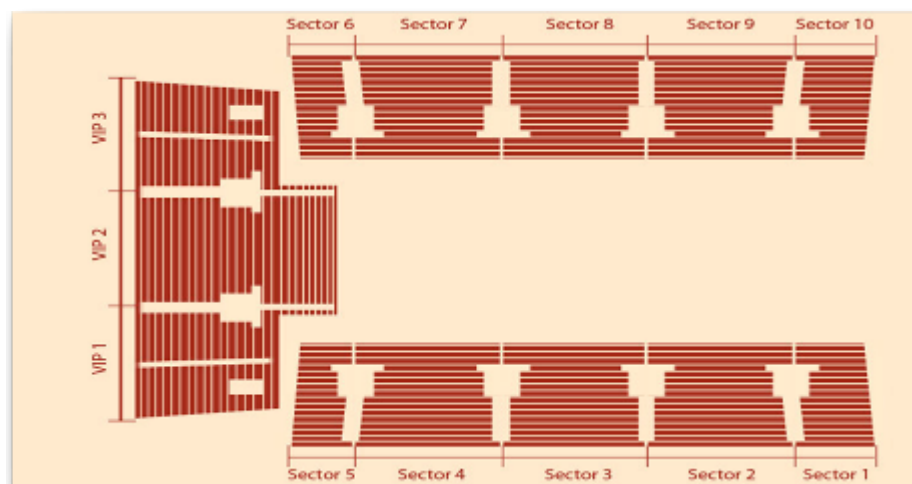 Sector 6 Sector 7 Sector 8 Sector 9 Sector 10
VIP 3
VIP 2
VIP 1
Sector 5 Sector 4 Sector 3 Sector 2 Sector 1